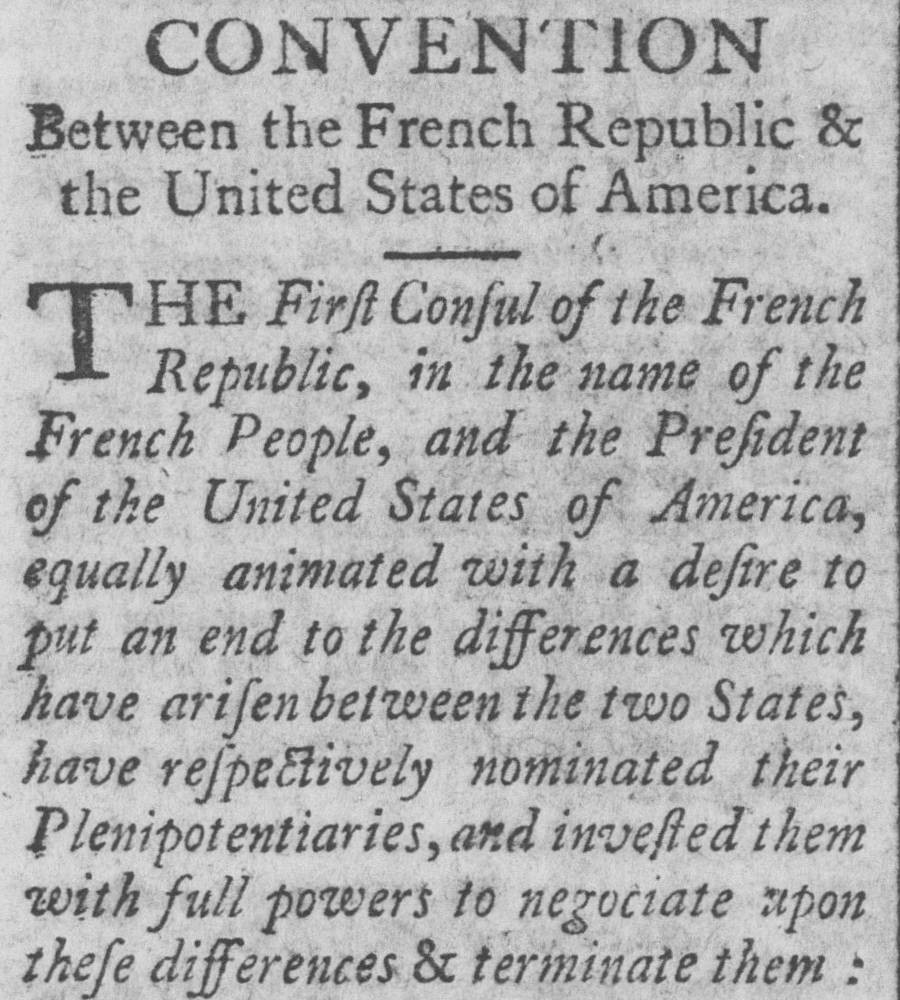 CONVENTION
Between the French Republic &
the United States of America.
THE Firſt Conſul of the French
Republic, in the name of the
French People, and the Preſident
of the United States of America,
equally animated with a deſire to
put an end to the differences which
have ariſen between the two States,
have reſpectively nominated their
Plenipotentiaries, and inveſted them
with full powers to negociate upon
theſe differences & terminate them :